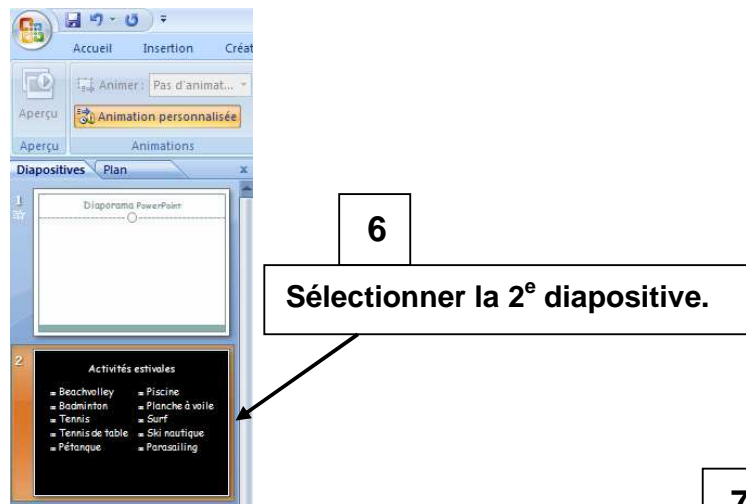 Accueil Insertion Créat
Animer : Pas d'animat...
Aperçu
Animation personnalisée
Aperçu Animations
Diapositives Plan x
1
Diaporama PowerPoint
6
Sélectionner la 2e diapositive.
2
Activités estivales
Beachvolley
Badminton
Tennis
Tennis de table
Pétanque
Piscine
Planche à voile
Surf
Ski nautique
Parasailing
7